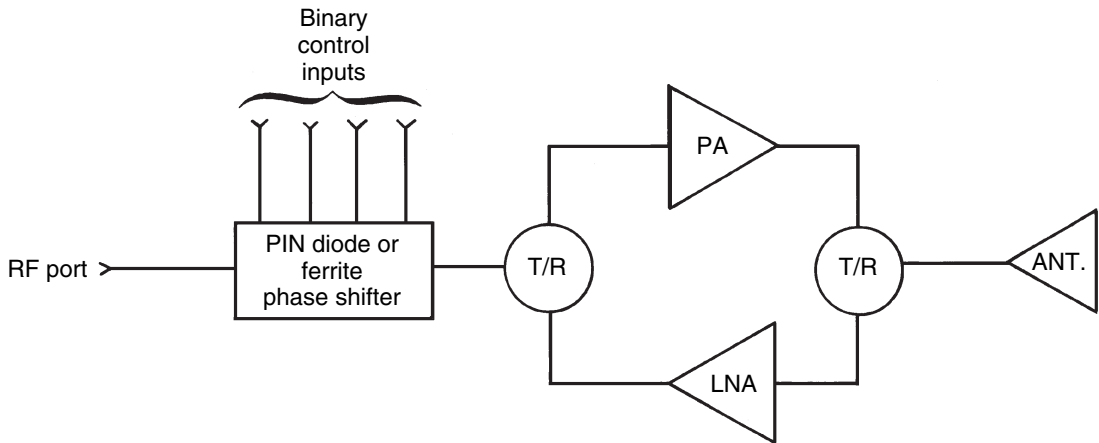 Binary
control
inputs
RF port
PIN diode or
ferrite
phase shifter
T/R
PA
LNA
T/R
ANT.